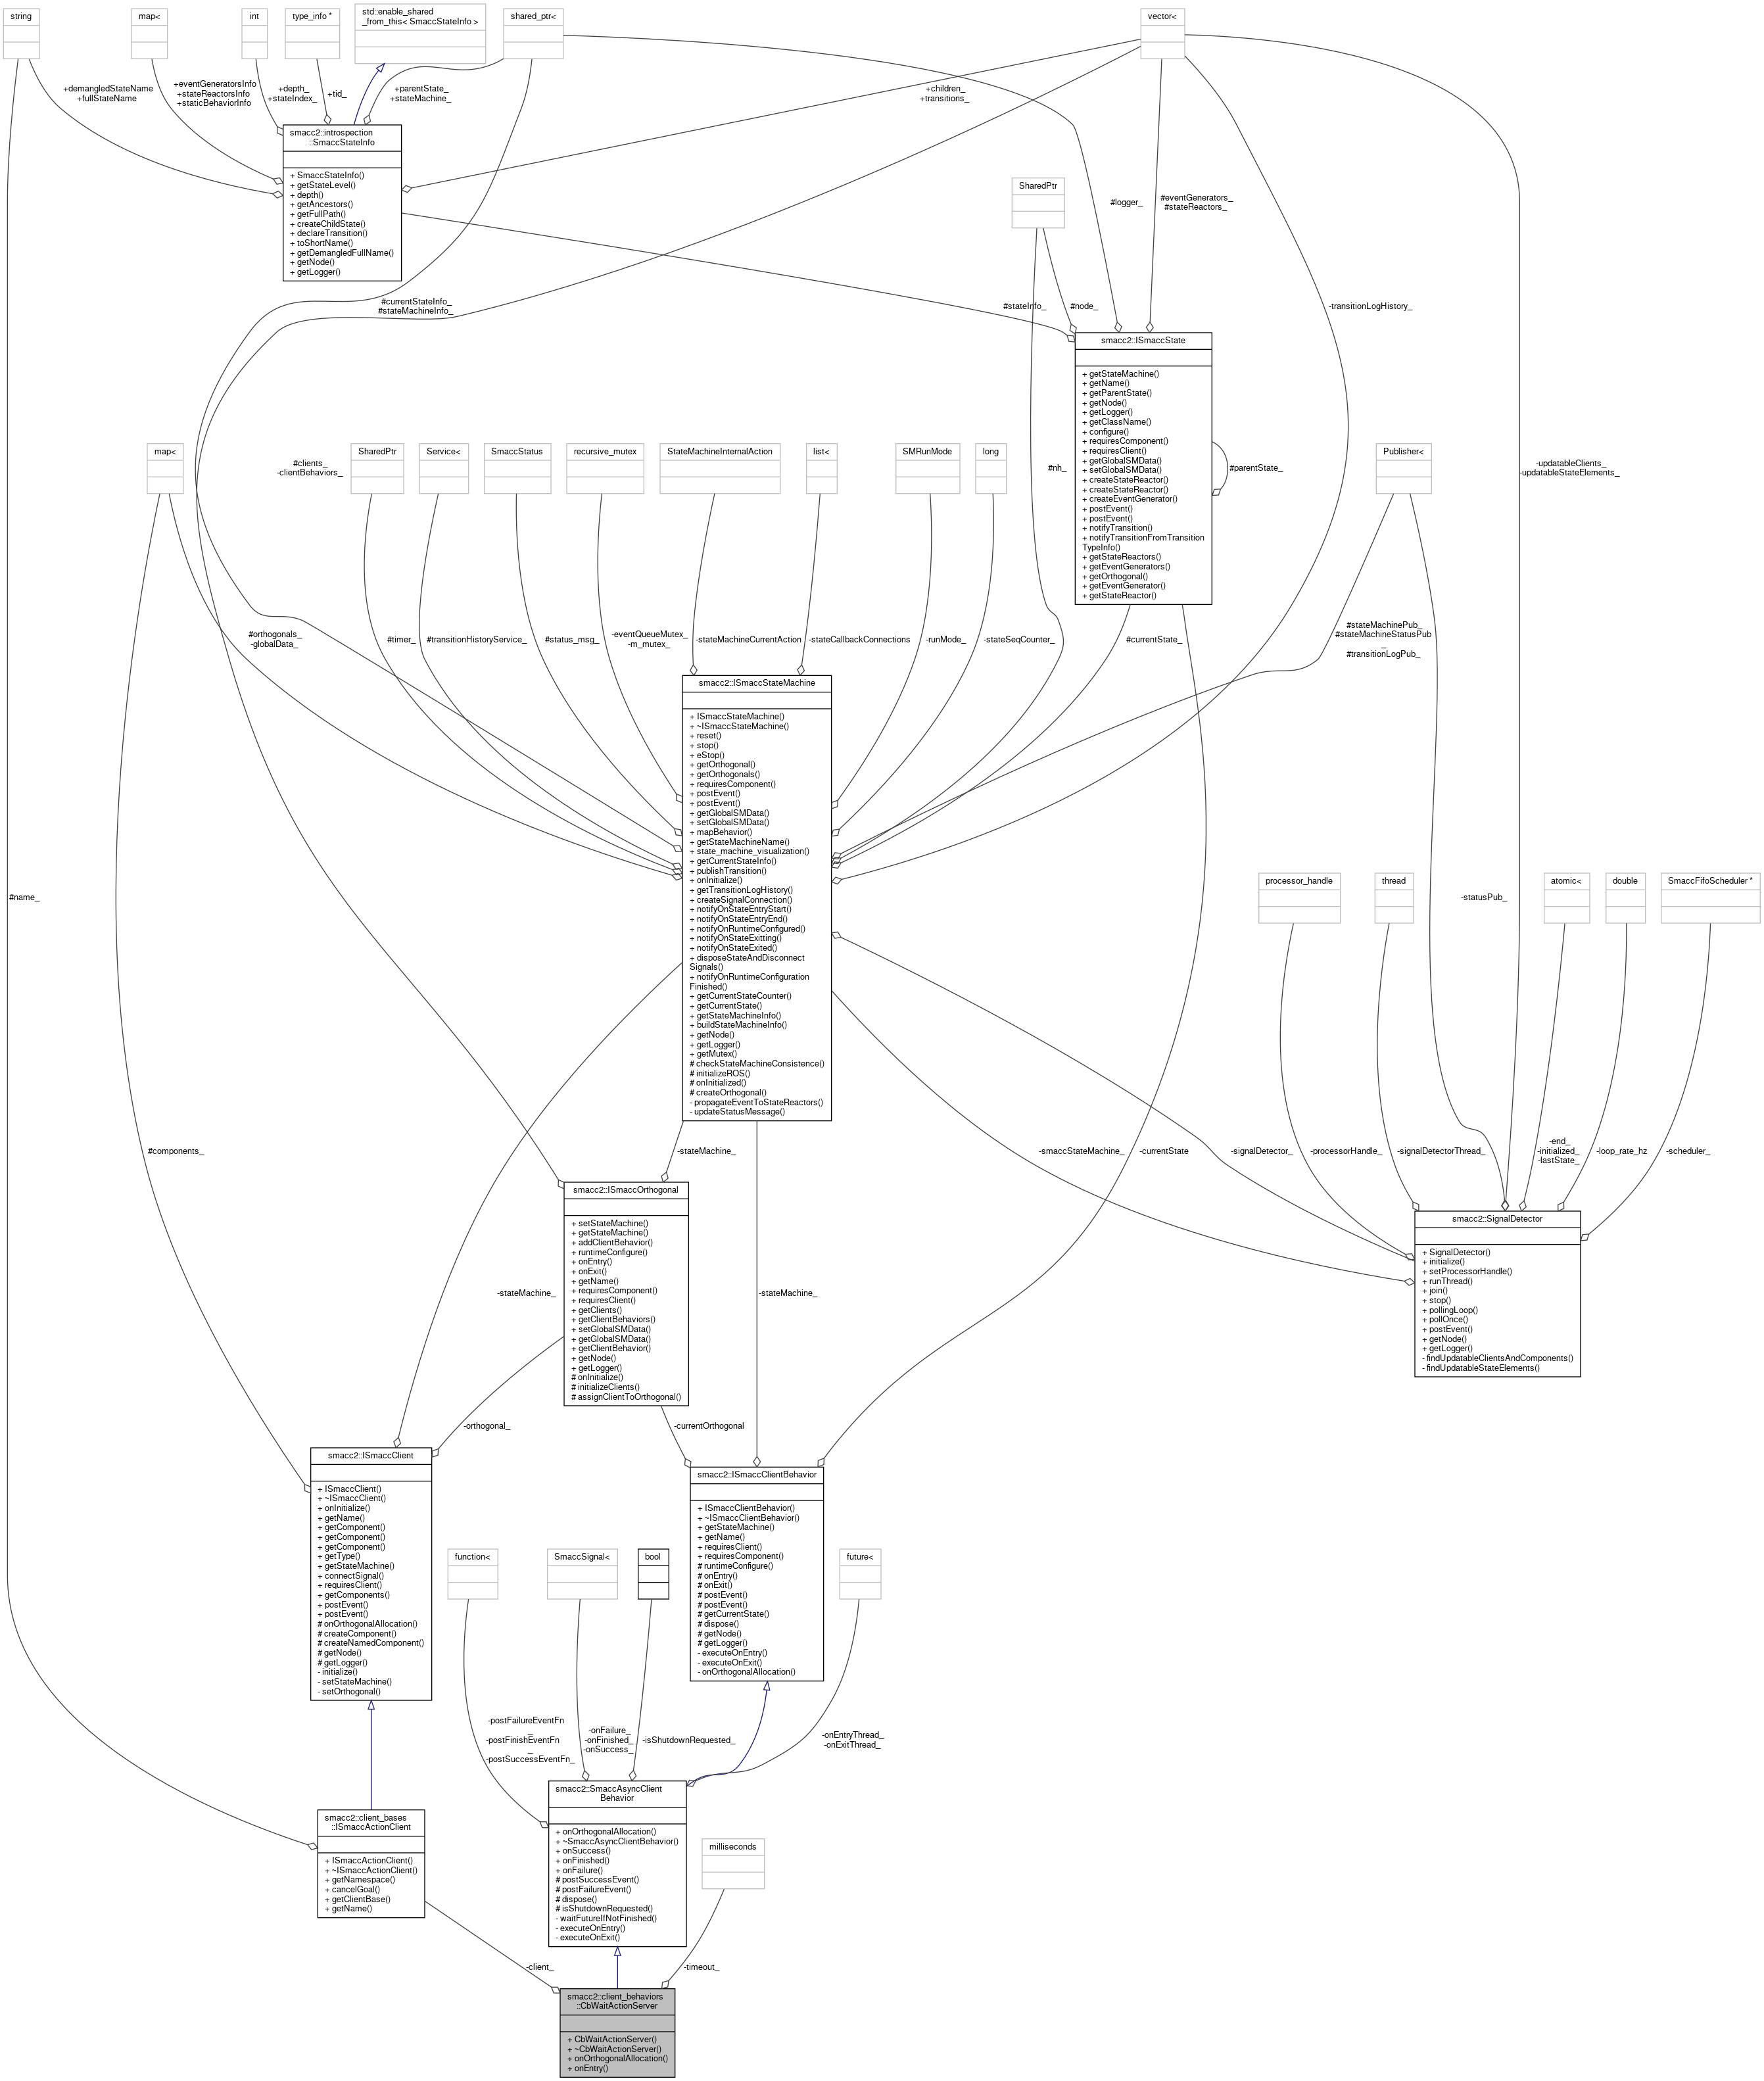 string
map<
int
type_info *
std::enable_shared
_from_this< SmaccStateInfo >
shared_ptr<
vector<
+demangledStateName
+fullStateName
+eventGeneratorsInfo
+stateReactorsInfo
+staticBehaviorInfo
+depth_
+stateIndex_
+tid_
+parentState_
+stateMachine_
+children_
+transitions_
smacc2::introspection
::SmaccStateInfo
+ SmaccStateInfo()
+ getStateLevel()
+ depth()
+ getAncestors()
+ getFullPath()
+ createChildState()
+ declareTransition()
+ toShortName()
+ getDemangledFullName()
+ getNode()
+ getLogger()
SharedPtr
#logger_
#eventGenerators_
#stateReactors_
#currentStateInfo_
#stateMachineInfo_
#stateInfo_
#node_
-transitionLogHistory_
smacc2::ISmaccState
+ getStateMachine()
+ getName()
+ getParentState()
+ getNode()
+ getLogger()
+ getClassName()
+ configure()
+ requiresComponent()
+ requiresClient()
+ getGlobalSMData()
+ setGlobalSMData()
+ createStateReactor()
+ createStateReactor()
+ createEventGenerator()
+ postEvent()
+ postEvent()
+ notifyTransition()
+ notifyTransitionFromTransition
TypeInfo()
+ getStateReactors()
+ getEventGenerators()
+ getOrthogonal()
+ getEventGenerator()
+ getStateReactor()
#parentState_
map<
#clients_
-clientBehaviors_
SharedPtr
Service<
SmaccStatus
recursive_mutex
StateMachineInternalAction
list<
SMRunMode
long
#nh_
Publisher<
-updatableClients_
-updatableStateElements_
#orthogonals_
-globalData_
#timer_
#transitionHistoryService_
#status_msg_
-eventQueueMutex_
-m_mutex_
-stateMachineCurrentAction
-stateCallbackConnections
-runMode_
-stateSeqCounter_
#currentState_
#stateMachinePub_
#stateMachineStatusPub
_
#transitionLogPub_
smacc2::ISmaccStateMachine
+ ISmaccStateMachine()
+ ~ISmaccStateMachine()
+ reset()
+ stop()
+ eStop()
+ getOrthogonal()
+ getOrthogonals()
+ requiresComponent()
+ postEvent()
+ postEvent()
+ getGlobalSMData()
+ setGlobalSMData()
+ mapBehavior()
+ getStateMachineName()
+ state_machine_visualization()
+ getCurrentStateInfo()
+ publishTransition()
+ onInitialize()
+ getTransitionLogHistory()
+ createSignalConnection()
+ notifyOnStateEntryStart()
+ notifyOnStateEntryEnd()
+ notifyOnRuntimeConfigured()
+ notifyOnStateExitting()
+ notifyOnStateExited()
+ disposeStateAndDisconnect
Signals()
+ notifyOnRuntimeConfiguration
Finished()
+ getCurrentStateCounter()
+ getCurrentState()
+ getStateMachineInfo()
+ buildStateMachineInfo()
+ getNode()
+ getLogger()
+ getMutex()
# checkStateMachineConsistence()
# initializeROS()
# onInitialized()
# createOrthogonal()
- propagateEventToStateReactors()
- updateStatusMessage()
#name_
processor_handle
thread
-statusPub_
atomic<
double
SmaccFifoScheduler *
#components_
-stateMachine_
-smaccStateMachine_
-currentState
-signalDetector_
-processorHandle_
-signalDetectorThread_
-end_
-initialized_
-lastState_
-loop_rate_hz
-scheduler_
smacc2::ISmaccOrthogonal
+ setStateMachine()
+ getStateMachine()
+ addClientBehavior()
+ runtimeConfigure()
+ onEntry()
+ onExit()
+ getName()
+ requiresComponent()
+ requiresClient()
+ getClients()
+ getClientBehaviors()
+ setGlobalSMData()
+ getGlobalSMData()
+ getClientBehavior()
+ getNode()
+ getLogger()
# onInitialize()
# initializeClients()
# assignClientToOrthogonal()
smacc2::SignalDetector
+ SignalDetector()
+ initialize()
+ setProcessorHandle()
+ runThread()
+ join()
+ stop()
+ pollingLoop()
+ pollOnce()
+ postEvent()
+ getNode()
+ getLogger()
- findUpdatableClientsAndComponents()
- findUpdatableStateElements()
-stateMachine_
-stateMachine_
-orthogonal_
-currentOrthogonal
smacc2::ISmaccClient
+ ISmaccClient()
+ ~ISmaccClient()
+ onInitialize()
+ getName()
+ getComponent()
+ getComponent()
+ getComponent()
+ getType()
+ getStateMachine()
+ connectSignal()
+ requiresClient()
+ getComponents()
+ postEvent()
+ postEvent()
# onOrthogonalAllocation()
# createComponent()
# createNamedComponent()
# getNode()
# getLogger()
- initialize()
- setStateMachine()
- setOrthogonal()
smacc2::ISmaccClientBehavior
+ ISmaccClientBehavior()
+ ~ISmaccClientBehavior()
+ getStateMachine()
+ getName()
+ requiresClient()
+ requiresComponent()
# runtimeConfigure()
# onEntry()
# onExit()
# postEvent()
# postEvent()
# getCurrentState()
# dispose()
# getNode()
# getLogger()
- executeOnEntry()
- executeOnExit()
- onOrthogonalAllocation()
function<
SmaccSignal<
bool
future<
-postFailureEventFn
_
-postFinishEventFn
_
-postSuccessEventFn_
-onFailure_
-onFinished_
-onSuccess_
-isShutdownRequested_
-onEntryThread_
-onExitThread_
smacc2::client_bases
::ISmaccActionClient
+ ISmaccActionClient()
+ ~ISmaccActionClient()
+ getNamespace()
+ cancelGoal()
+ getClientBase()
+ getName()
smacc2::SmaccAsyncClient
Behavior
+ onOrthogonalAllocation()
+ ~SmaccAsyncClientBehavior()
+ onSuccess()
+ onFinished()
+ onFailure()
# postSuccessEvent()
# postFailureEvent()
# dispose()
# isShutdownRequested()
- waitFutureIfNotFinished()
- executeOnEntry()
- executeOnExit()
milliseconds
-client_
-timeout_
smacc2::client_behaviors
::CbWaitActionServer
+ CbWaitActionServer()
+ ~CbWaitActionServer()
+ onOrthogonalAllocation()
+ onEntry()